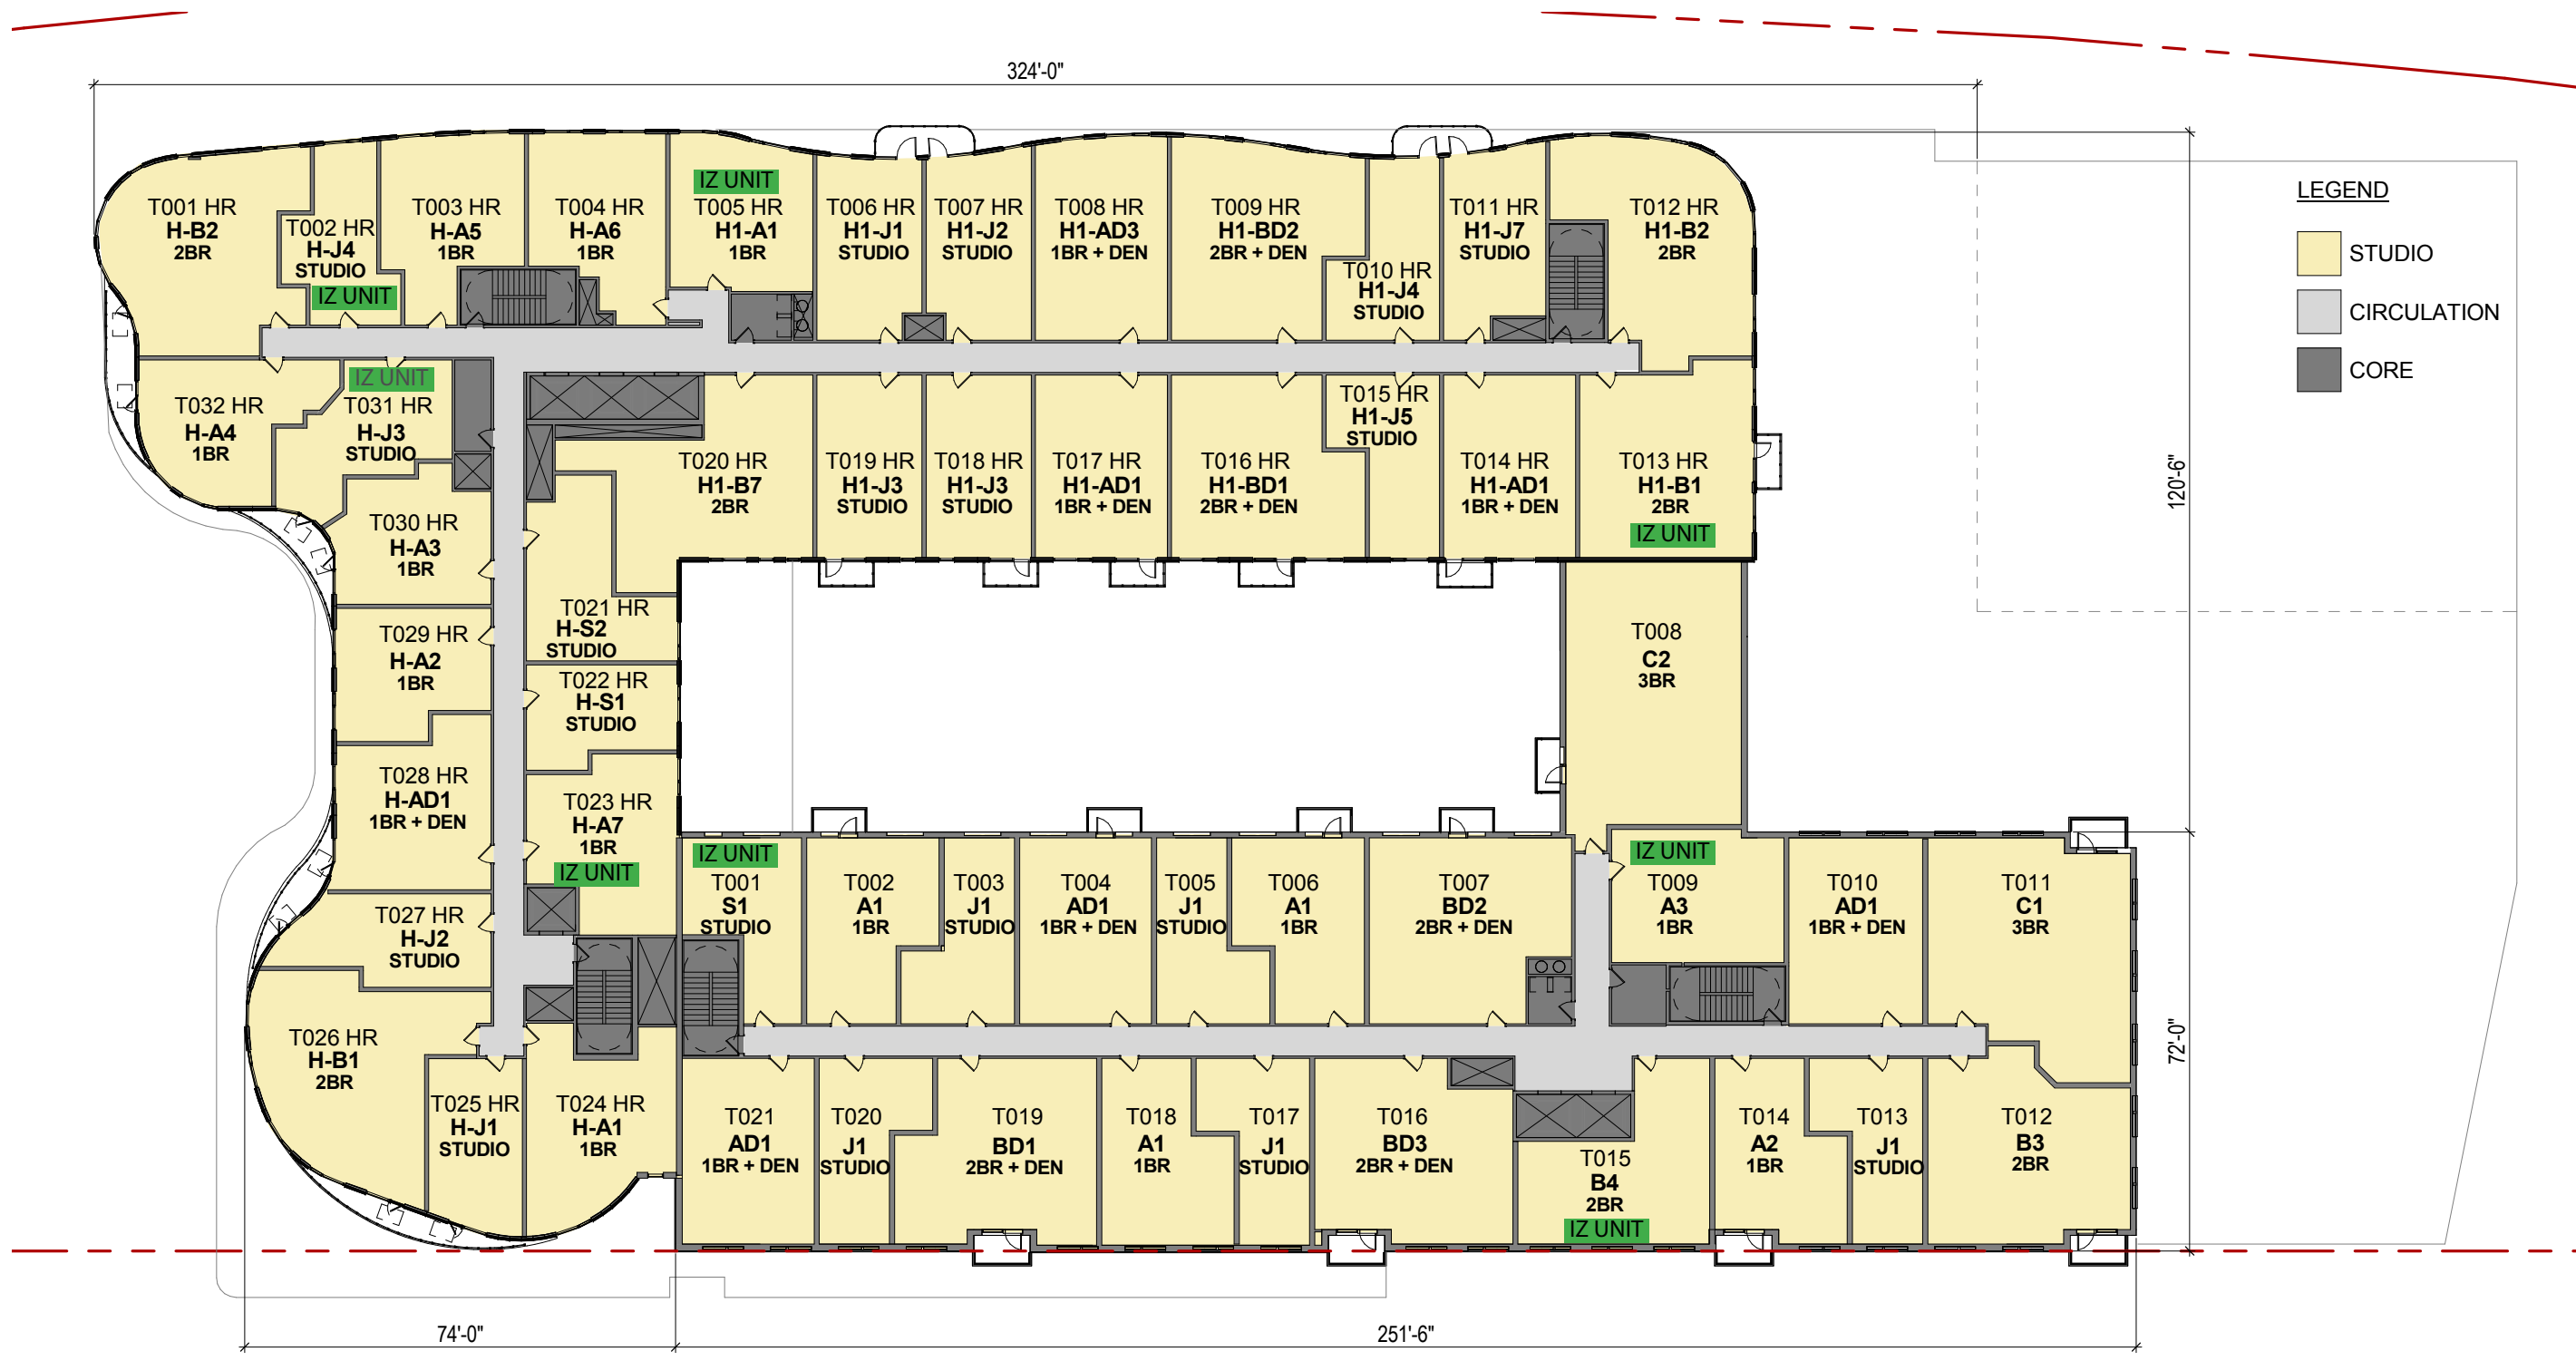 324'-0"
LEGEND
STUDIO
CIRCULATION
CORE
T001 HR
H-B2
2BR
T002 HR
H-J4
STUDIO
IZ UNIT
T003 HR
H-A5
1BR
T004 HR
H-A6
1BR
IZ UNIT
T005 HR
H1-A1
1BR
T006 HR
H1-J1
STUDIO
T007 HR
H1-J2
STUDIO
T008 HR
H1-AD3
1BR + DEN
T009 HR
H1-BD2
2BR + DEN
T010 HR
H1-J4
STUDIO
T011 HR
H1-J7
STUDIO
T012 HR
H1-B2
2BR
T032 HR
H-A4
1BR
IZ UNIT
T031 HR
H-J3
STUDIO
T020 HR
H1-B7
2BR
T019 HR
H1-J3
STUDIO
T018 HR
H1-J3
STUDIO
T017 HR
H1-AD1
1BR + DEN
T016 HR
H1-BD1
2BR + DEN
T015 HR
H1-J5
STUDIO
T014 HR
H1-AD1
1BR + DEN
T013 HR
H1-B1
2BR
IZ UNIT
120'-6"
T030 HR
H-A3
1BR
T029 HR
H-A2
1BR
T021 HR
H-S2
STUDIO
T022 HR
H-S1
STUDIO
T008
C2
3BR
T028 HR
H-AD1
1BR + DEN
T023 HR
H-A7
1BR
IZ UNIT
T027 HR
H-J2
STUDIO
IZ UNIT
T001
S1
STUDIO
T002
A1
1BR
T003
J1
STUDIO
T004
AD1
1BR + DEN
T005
J1
STUDIO
T006
A1
1BR
T007
BD2
2BR + DEN
IZ UNIT
T009
A3
1BR
T010
AD1
1BR + DEN
T011
C1
3BR
72'-0"
T026 HR
H-B1
2BR
T025 HR
H-J1
STUDIO
T024 HR
H-A1
1BR
T021
AD1
1BR + DEN
T020
J1
STUDIO
T019
BD1
2BR + DEN
T018
A1
1BR
T017
J1
STUDIO
T016
BD3
2BR + DEN
T015
B4
2BR
IZ UNIT
T014
A2
1BR
T013
J1
STUDIO
T012
B3
2BR
74'-0"
251'-6"